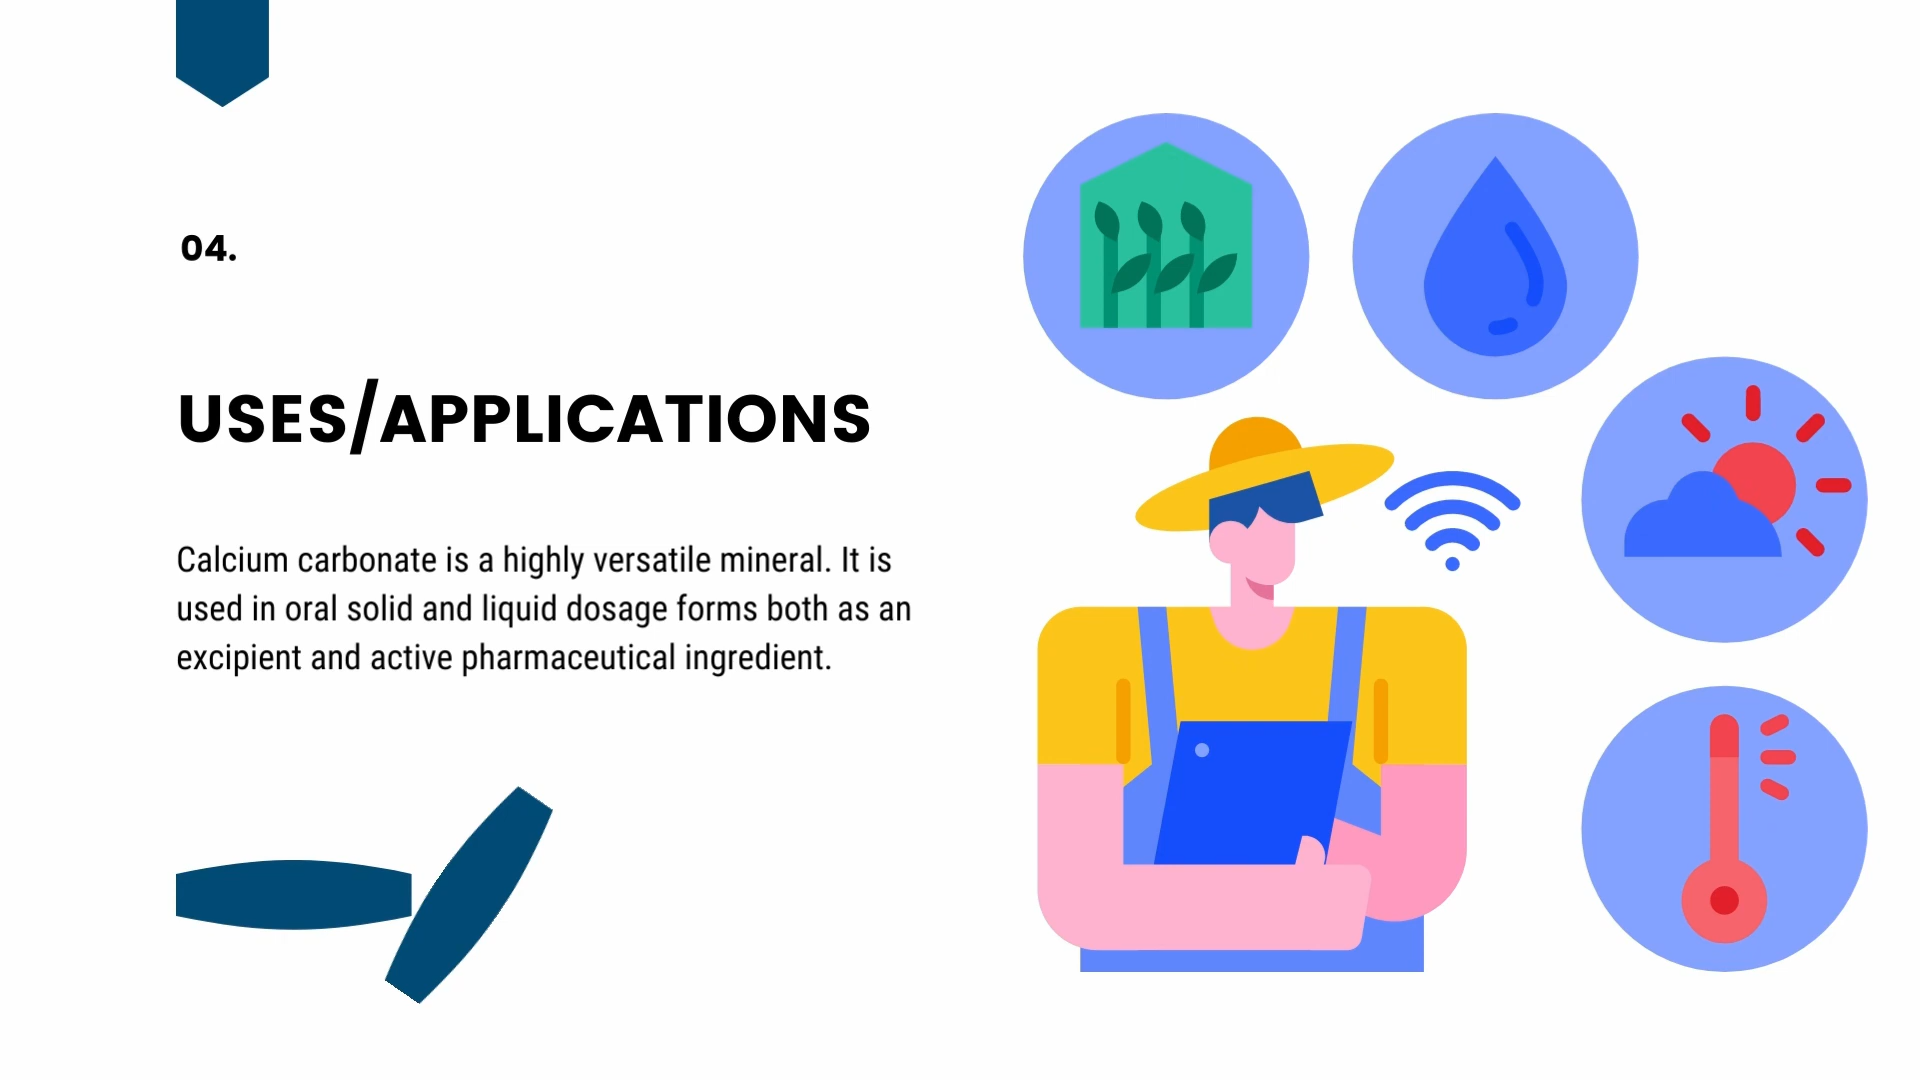 04.
USES/APPLICATIONS
Calcium carbonate is a highly versatile mineral. It is
used in oral solid and liquid dosage forms both as an
excipient and active pharmaceutical ingredient.